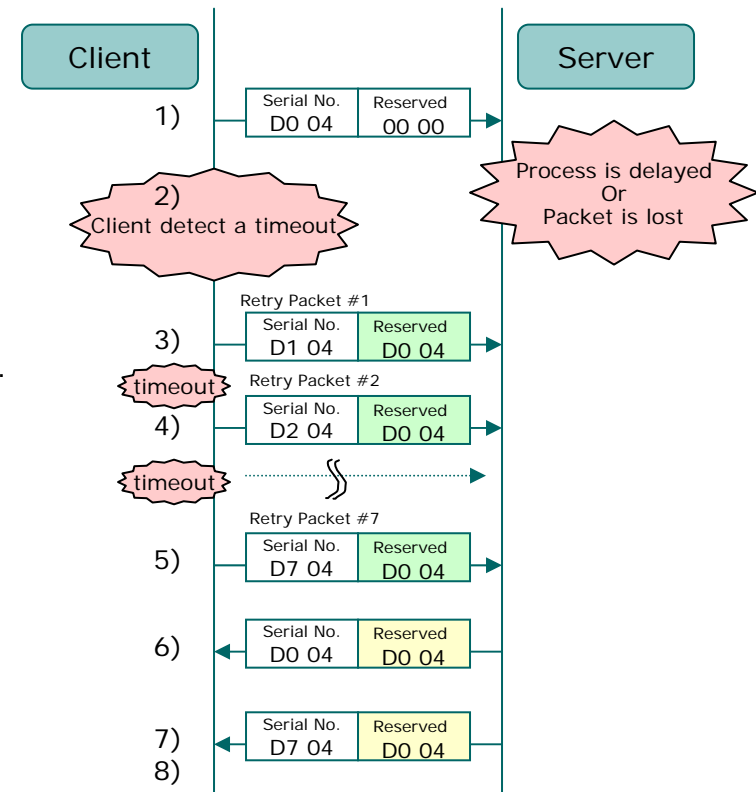 Client
Server
1)
Serial No.
D0 04
Reserved
00 00
Process is delayed
Or
Packet is lost
2)
Client detect a timeout
Retry Packet #1
3)
Serial No.
D1 04
Reserved
D0 04
timeout
Retry Packet #2
4)
Serial No.
D2 04
Reserved
D0 04
timeout
Retry Packet #7
5)
Serial No.
D7 04
Reserved
D0 04
6)
Serial No.
D0 04
Reserved
D0 04
7)
Serial No.
D7 04
Reserved
D0 04
8)